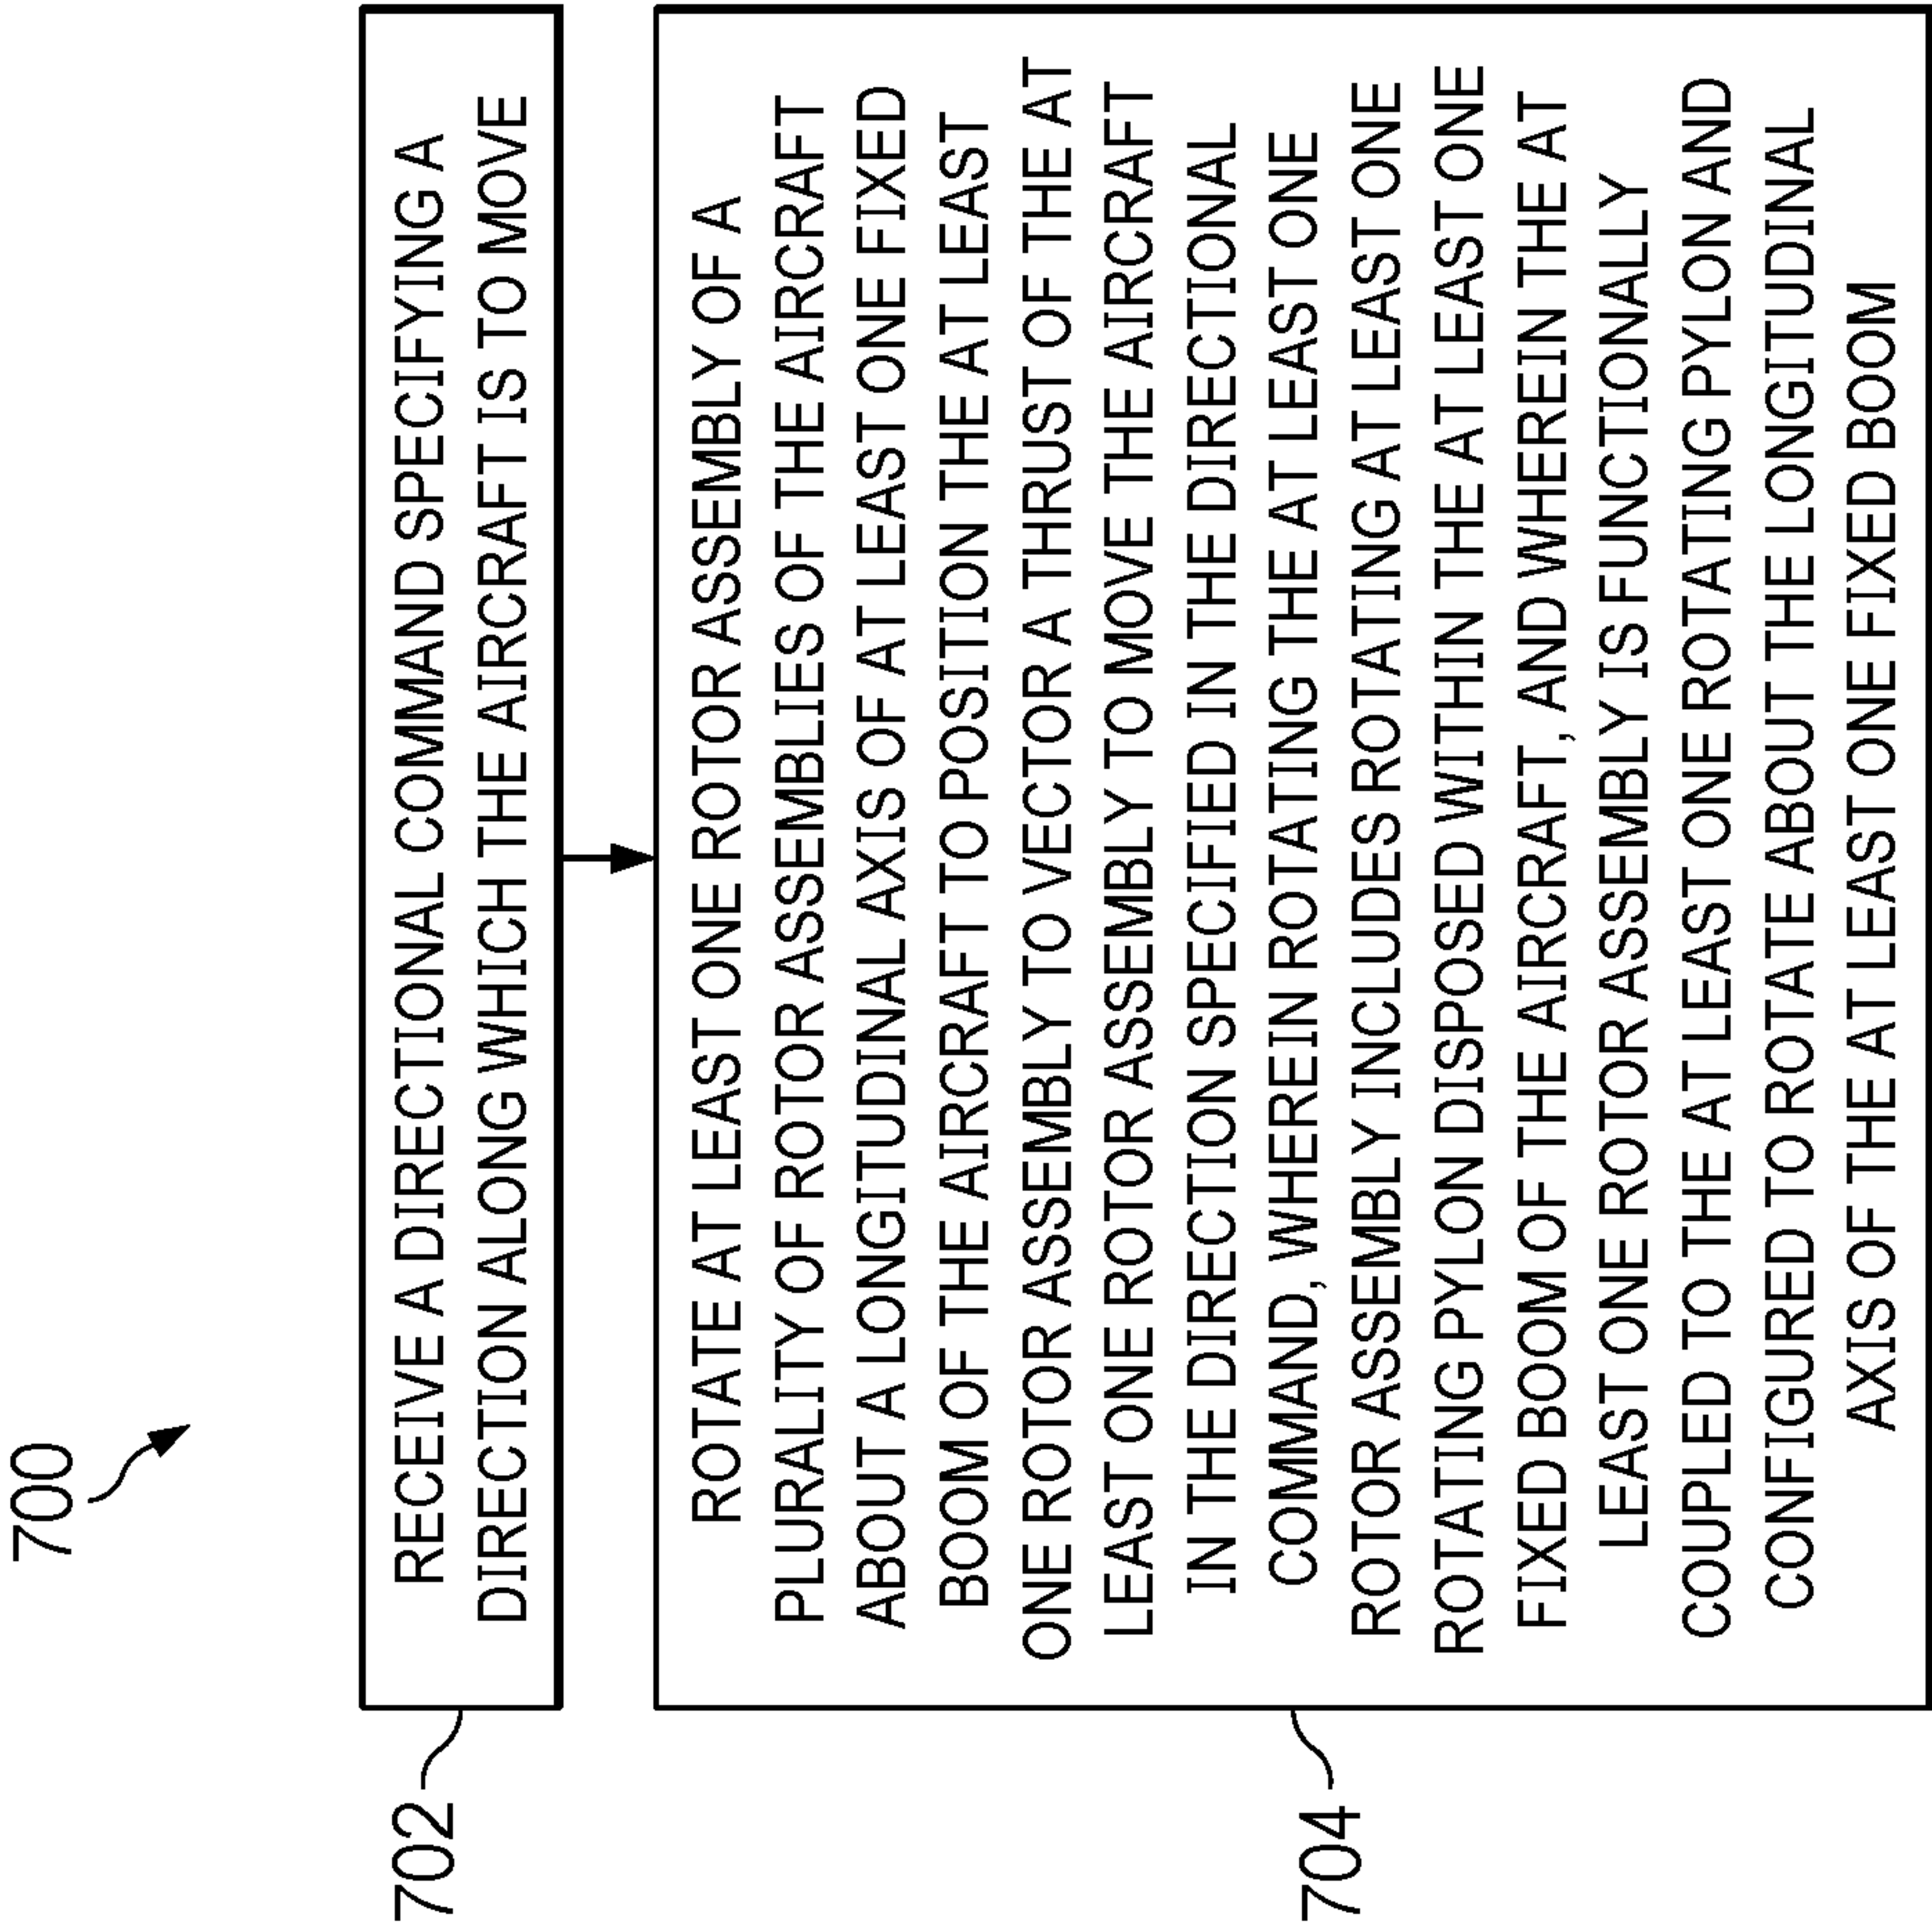 7000
702
RECEIVE A DIRECTIONAL COMMAND SPECIFYING A
DIRECTION ALONG WHICH THE AIRCRAFT IS TO MOVE
704
ROTATE AT LEAST ONE ROTOR ASSEMBLY OF A
PLURALITY OF ROTOR ASSEMBLIES OF THE AIRCRAFT
ABOUT A LONGITUDINAL AXIS OF AT LEAST ONE FIXED
BOOM OF THE AIRCRAFT TO POSITION THE AT LEAST
ONE ROTOR ASSEMBLY TO VECTOR A THRUST OF THE AT
LEAST ONE ROTOR ASSEMBLY TO MOVE THE AIRCRAFT
IN THE DIRECTION SPECIFIED IN THE DIRECTIONAL
COMMAND, WHEREIN ROTATING THE AT LEAST ONE
ROTOR ASSEMBLY INCLUDES ROTATING AT LEAST ONE
ROTATING PYLON DISPOSED WITHIN THE AT LEAST ONE
FIXED BOOM OF THE AIRCRAFT, AND WHEREIN THE AT
LEAST ONE ROTOR ASSEMBLY IS FUNCTIONALLY
COUPLED TO THE AT LEAST ONE ROTATING PYLON AND
CONFIGURED TO ROTATE ABOUT THE LONGITUDINAL
AXIS OF THE AT LEAST ONE FIXED BOOM